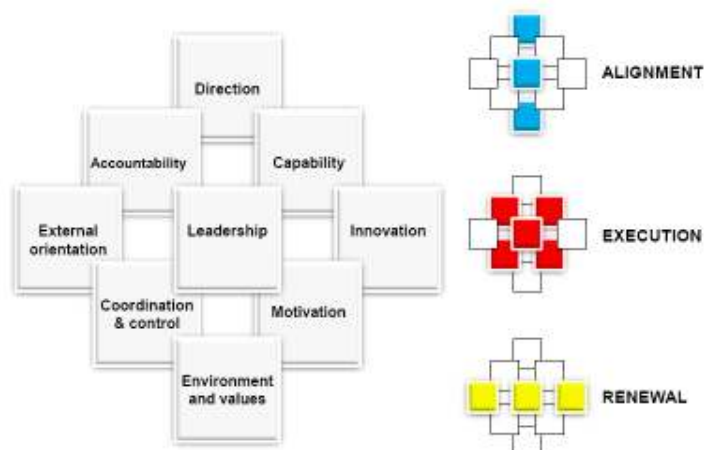 Direction
ALIGNMENT
Accountability
Capability
External
orientation
Leadership
Innovation
EXECUTION
Coordination
& control
Motivation
Environment
and values
RENEWAL